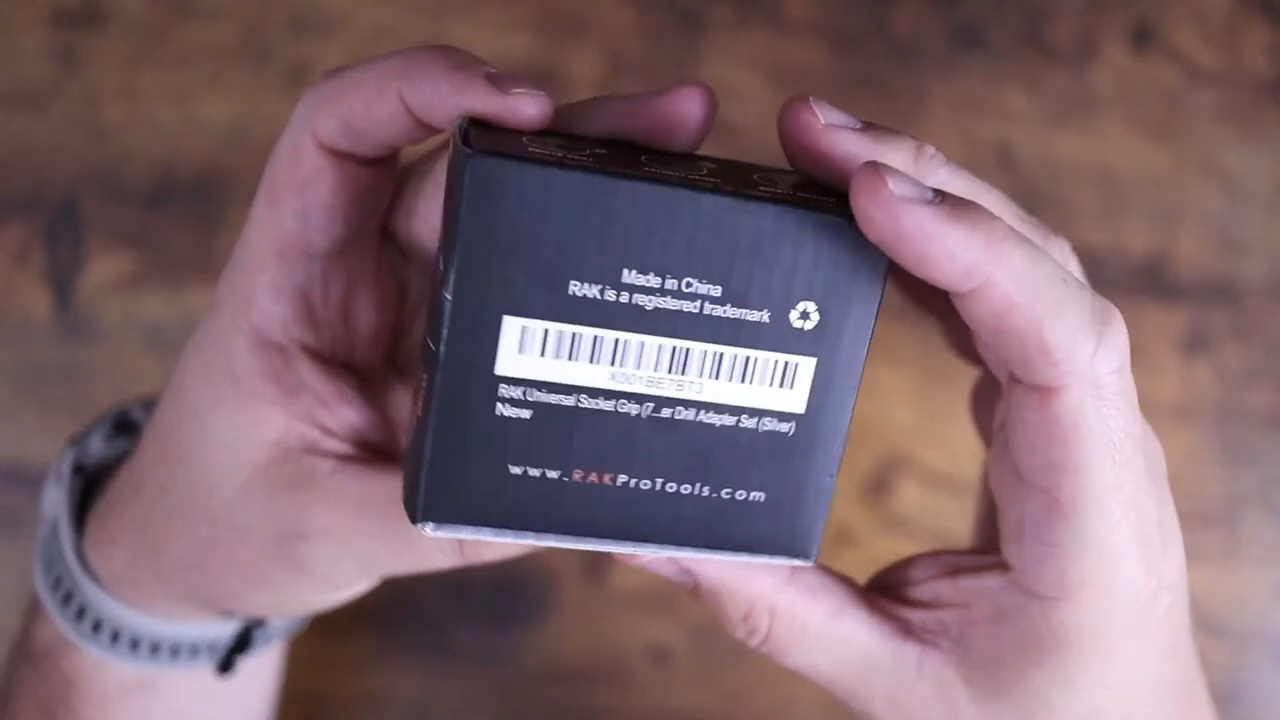 Made in China
RAK is a registered trademark
X001BE7BT3
RAK Universal Socket Grip (7...er Drill Adapter Set (Silver)
New
www.RAKProTools.com